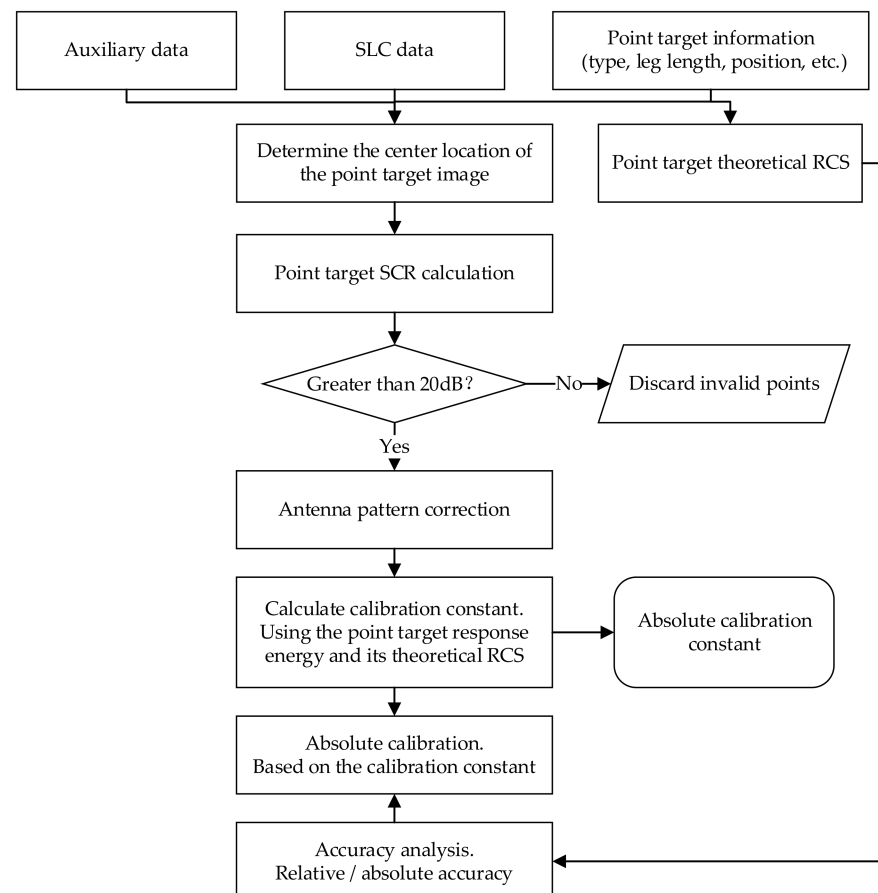 Auxiliary data
SLC data
Point target information
(type, leg length, position, etc.)
Determine the center location of
the point target image
Point target theoretical RCS
Point target SCR calculation
Greater than 20dB?
No
Discard invalid points
Yes
Antenna pattern correction
Calculate calibration constant.
Using the point target response
energy and its theoretical RCS
Absolute calibration
constant
Absolute calibration.
Based on the calibration constant
Accuracy analysis.
Relative / absolute accuracy